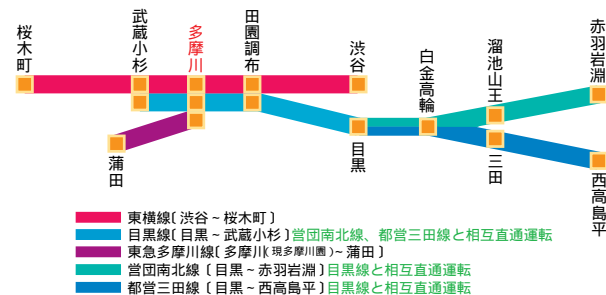 桜木町
武蔵小杉
多摩川
田園調布
渋谷
白金高輪
溜池山王
赤羽岩淵
蒲田
目黒
三田
西高島平
東横線〔渋谷~桜木町〕
目黒線〔目黒~武蔵小杉〕営団南北線、都営三田線と相互直通運転
東急多摩川線〔多摩川(現多摩川園)~蒲田〕
営団南北線〔目黒~赤羽岩淵〕目黒線と相互直通運転
都営三田線〔目黒~西高島平〕目黒線と相互直通運転